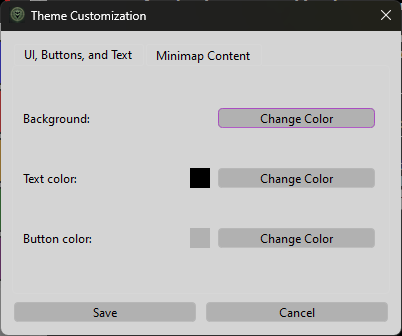 Theme Customization
UI, Buttons, and Text
Minimap Content
Background:
Change Color
Text color:
Change Color
Button color:
Change Color
Save
Cancel